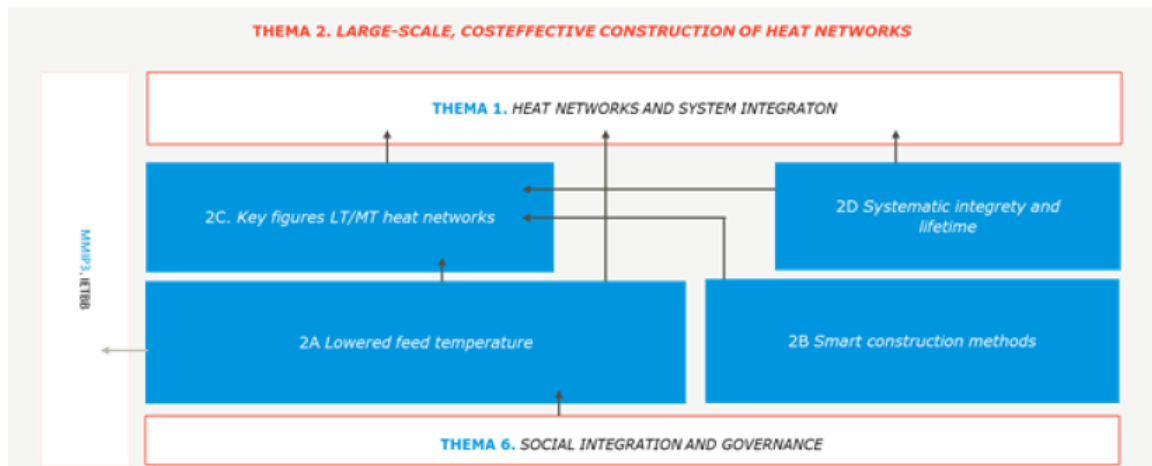 THEMA 2. LARGE-SCALE, COSTEFFECTIVE CONSTRUCTION OF HEAT NETWORKS
THEMA 1. HEAT NETWORKS AND SYSTEM INTEGRATON
2C. Key figures LT/MT heat networks
2D Systematic integrety and
lifetime
MMIP3, IETBB
2A Lowered feed temperature
2B Smart construction methods
THEMA 6. SOCIAL INTEGRATION AND GOVERNANCE